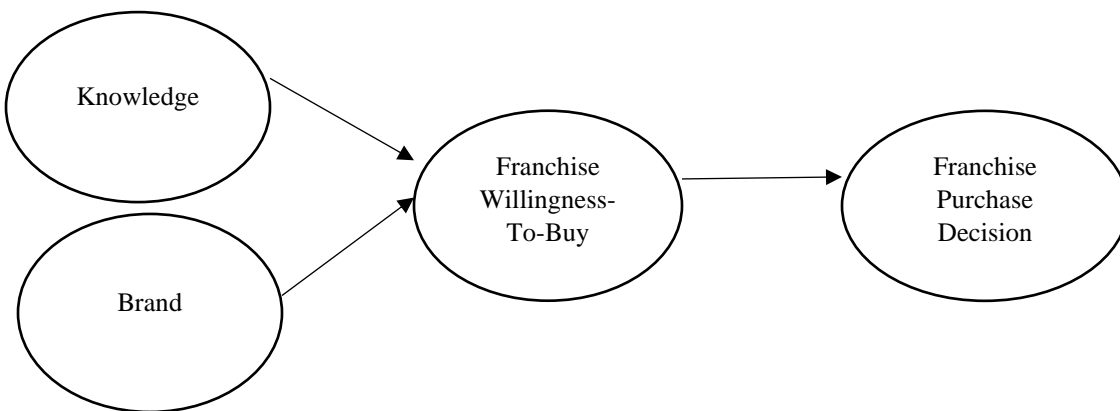 Knowledge
Brand
Franchise
Willingness-
To-Buy
Franchise
Purchase
Decision